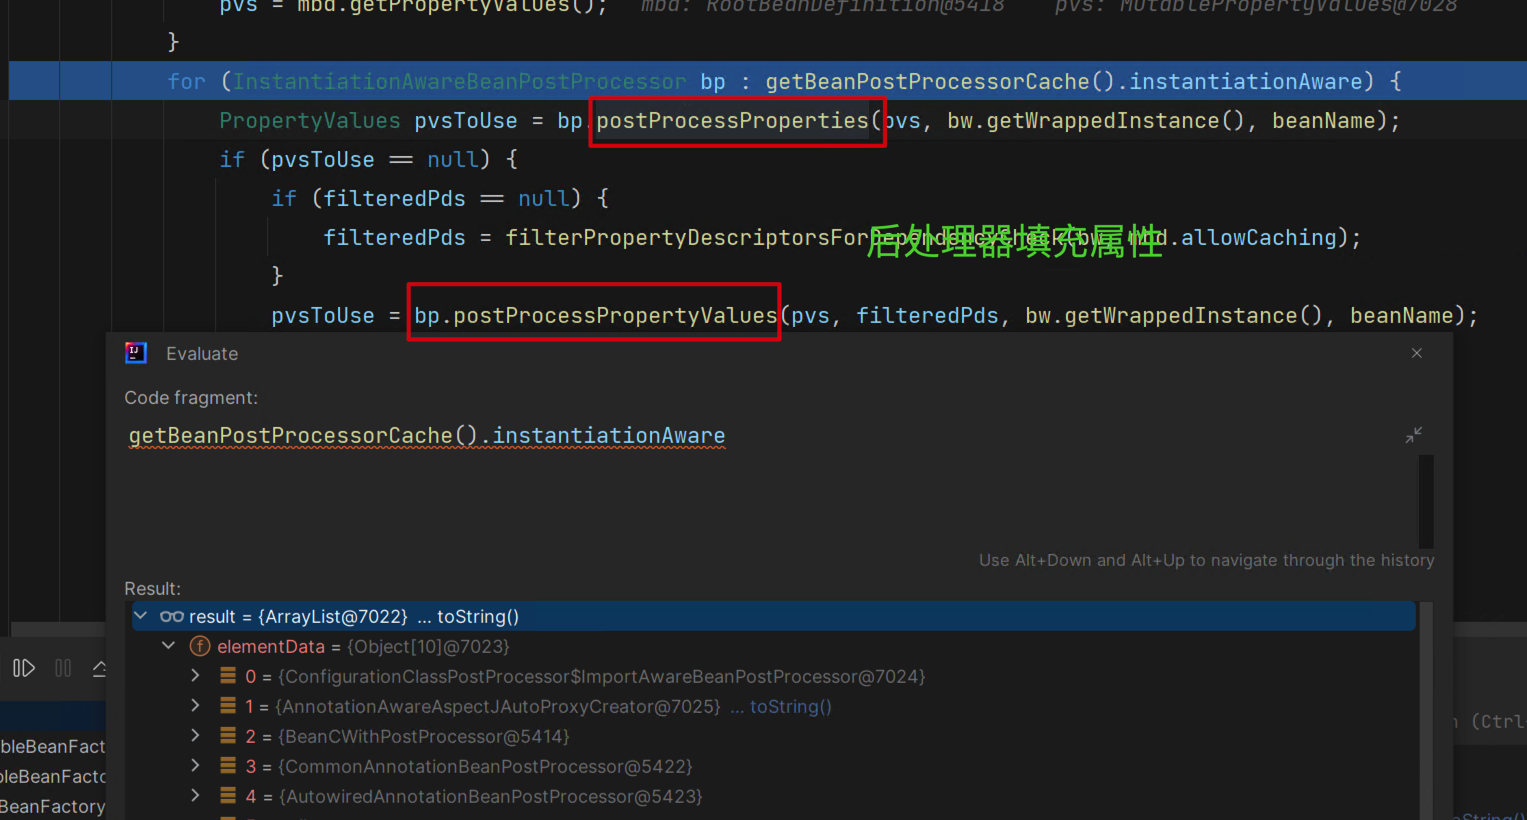 pvs = mbd.getPropertyValues(); mbd: RootBeanDefinition@5418 pvs: MutablePropertyValues@7028
}
for (InstantiationAwareBeanPostProcessor bp : getBeanPostProcessorCache().instantiationAware) {
PropertyValues pvsToUse = bp.postProcessProperties(pvs, bw.getWrappedInstance(), beanName);
if (pvsToUse == null) {
if (filteredPds == null) {
filteredPds = filterPropertyDescriptorsForDependencyCheck(bw, mbd.allowCaching);
后处理器填充属性
}
pvsToUse = bp.postProcessPropertyValues(pvs, filteredPds, bw.getWrappedInstance(), beanName);
Evaluate
Code fragment:
getBeanPostProcessorCache().instantiationAware
Use Alt+Down and Alt+Up to navigate through the history
Result:
result = {ArrayList@7022} ... toString()
f elementData = {Object[10]@7023}
0 = {ConfigurationClassPostProcessor$ImportAwareBeanPostProcessor@7024}
1 = {AnnotationAwareAspectJAutoProxyCreator@7025} ... toString()
(Ctrl
2 = {BeanCWithPostProcessor@5414}
bleBeanFact
3 = {CommonAnnotationBeanPostProcessor@5422}
bleBeanFacto
4 = {AutowiredAnnotationBeanPostProcessor@5423}
BeanFactory